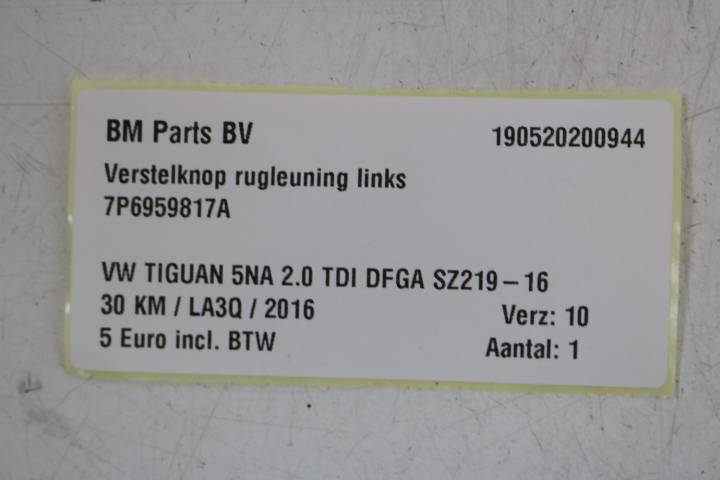 BM Parts BV 190520200944
Verstelknop rugleuning links
7P6959817A
VW TIGUAN 5NA 2.0 TDI DFGA SZ219 – 16
30 KM / LA3Q / 2016 Verz: 10
5 Euro incl. BTW Aantal: 1